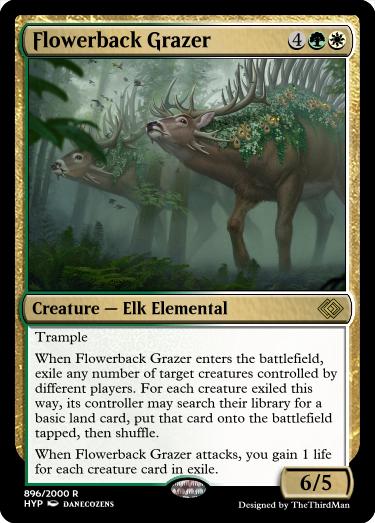 Flowerback Grazer 4
Creature — Elk Elemental
Trample
When Flowerback Grazer enters the battlefield,
exile any number of target creatures controlled by
different players. For each creature exiled this
way, its controller may search their library for a
basic land card, put that card onto the battlefield
tapped, then shuffle.
When Flowerback Grazer attacks, you gain 1 life
for each creature card in exile.
6/5
896/2000 R
HYP DANECOZENS
Designed by TheThirdMan